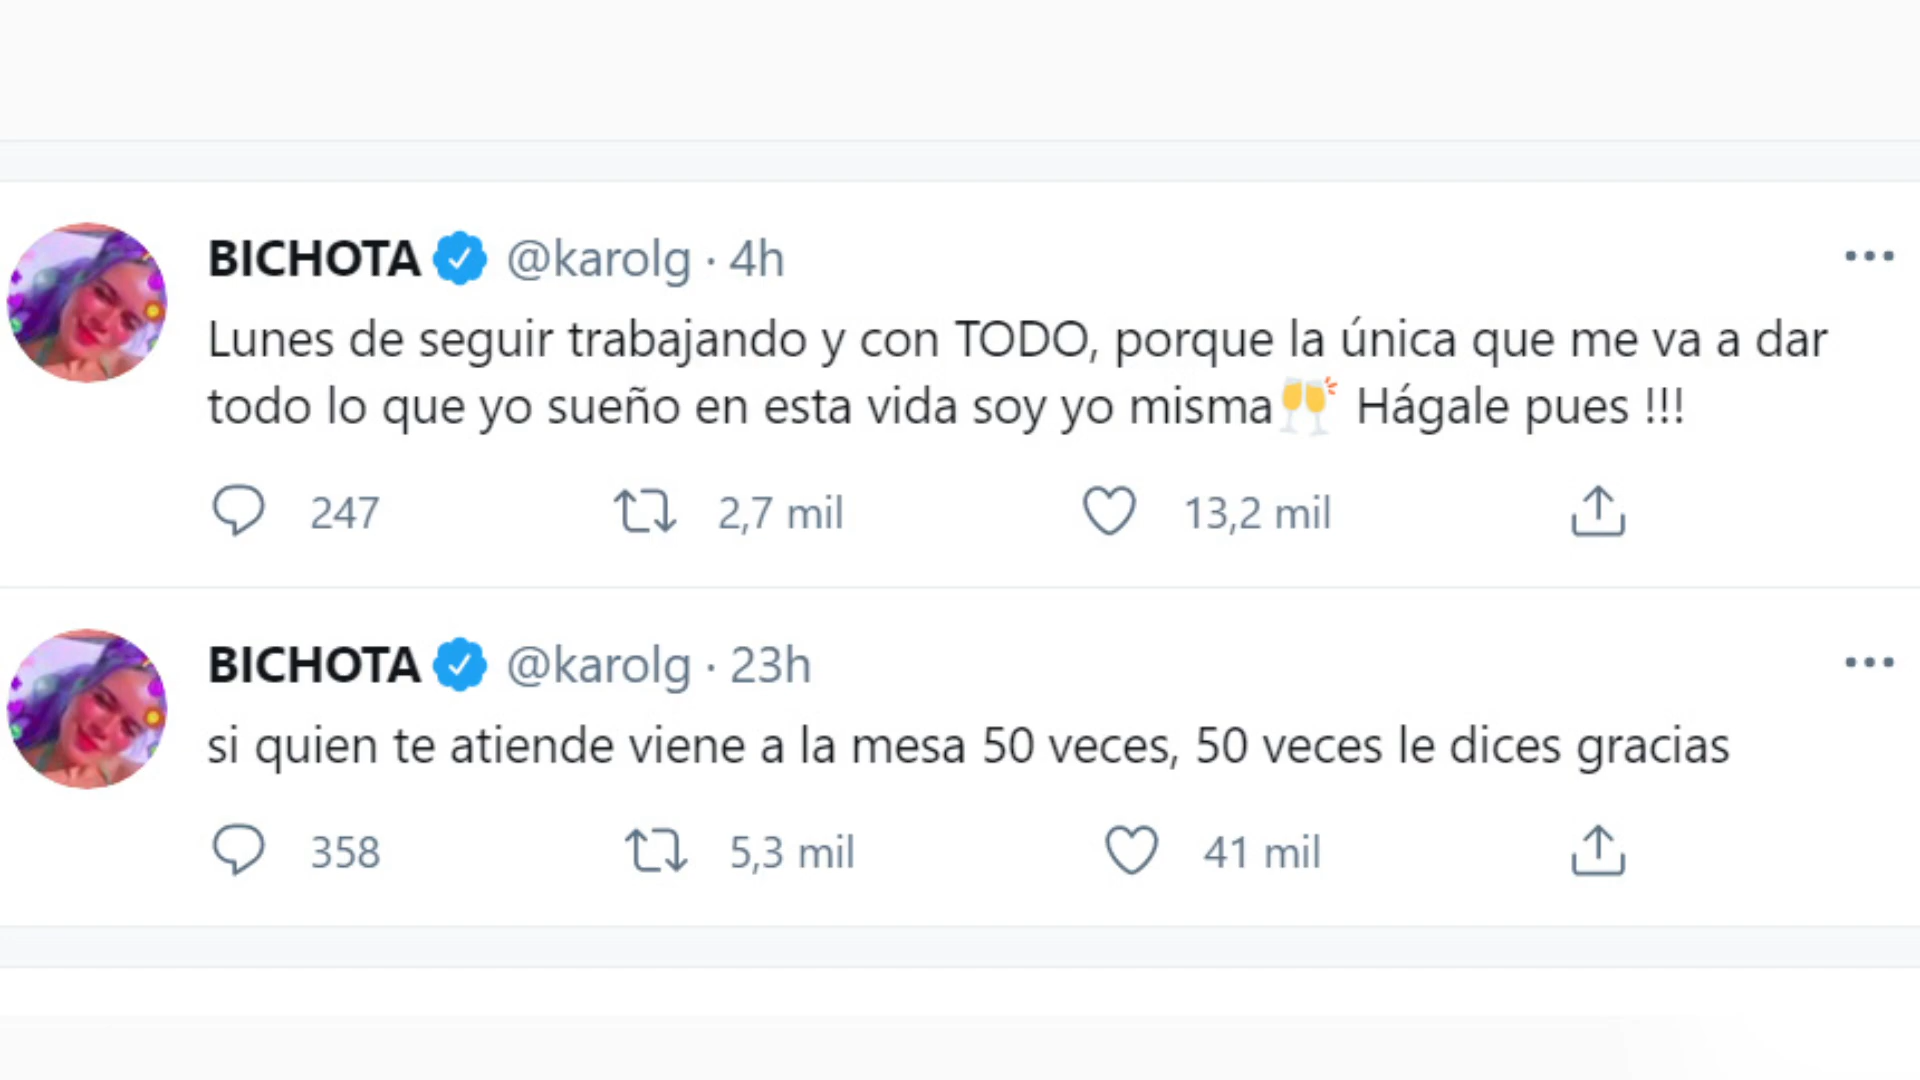 BICHOTA @karolg · 4h
Lunes de seguir trabajando y con TODO, porque la única que me va a dar
todo lo que yo sueño en esta vida soy yo misma🥂 Hágale pues !!!
247 2,7 mil 13,2 mil
BICHOTA @karolg · 23h
si quien te atiende viene a la mesa 50 veces, 50 veces le dices gracias
358 5,3 mil 41 mil